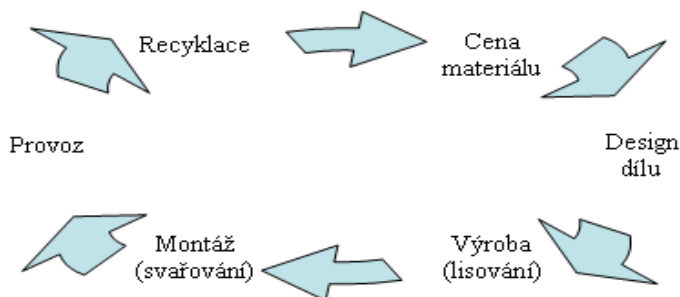 Recyklace
Cena
materiálu
Provoz
Design
dílu
Montáž
(svařování)
Výroba
(lisování)